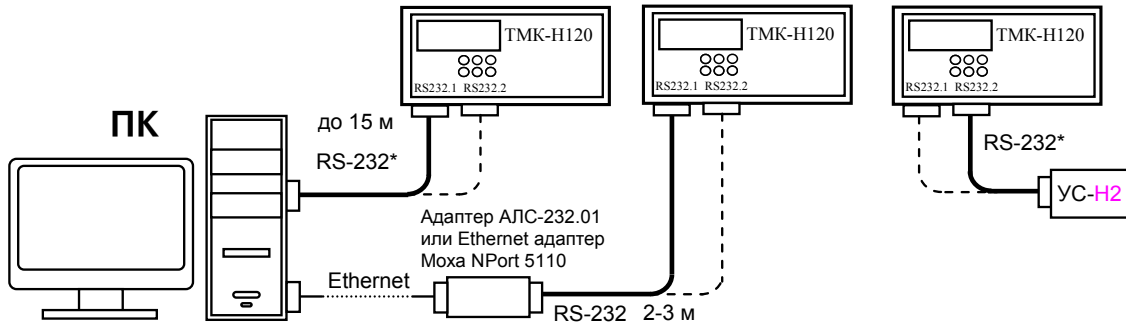 ТМК-Н120
RS232.1 RS232.2
ТМК-Н120
RS232.1 RS232.2
ТМК-Н120
RS232.1 RS232.2
ПК
до 15 м
RS-232*
RS-232*
УС-Н2
Адаптер АЛС-232.01
или Ethernet адаптер
Моха NPort 5110
Ethernet
RS-232 2-3 м